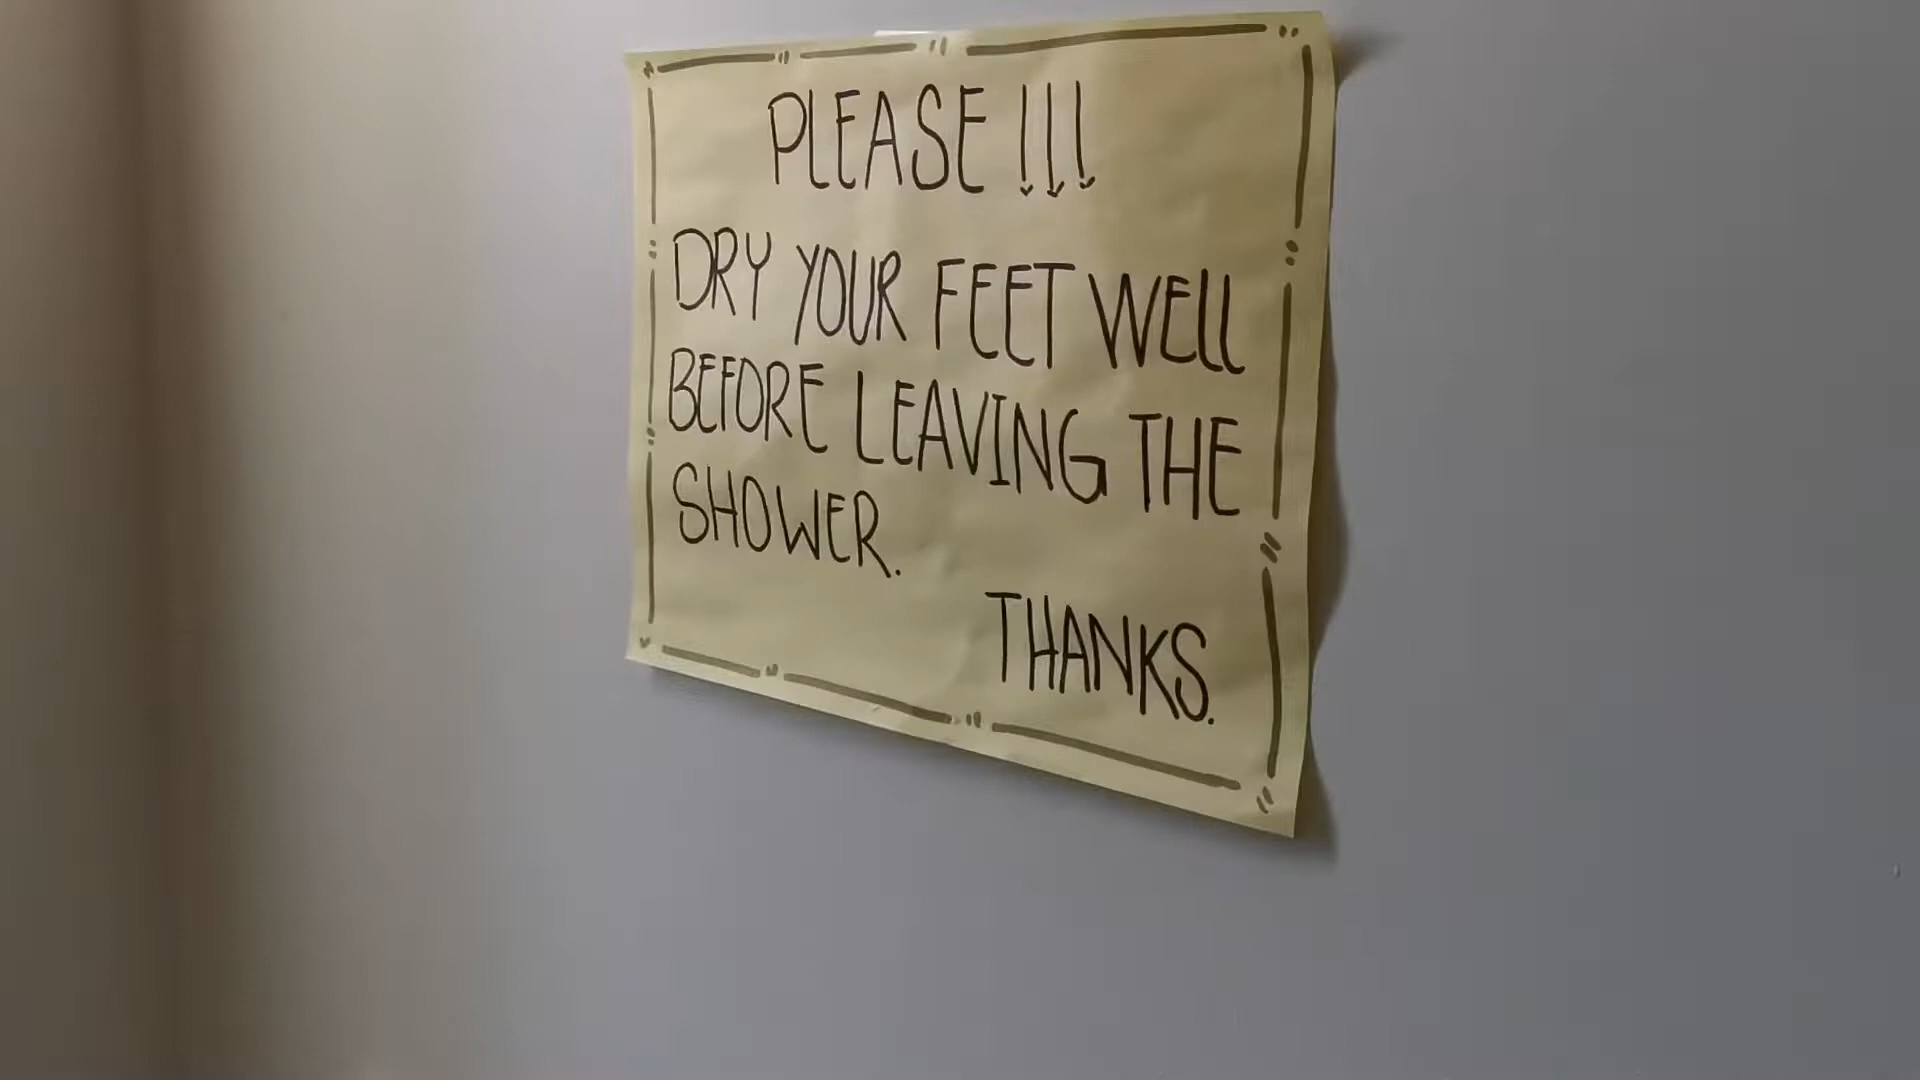 PLEASE !!!
DRY YOUR FEET WELL
BEFORE LEAVING THE
SHOWER.
THANKS.